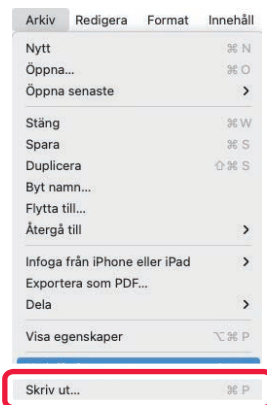 Arkiv Redigera Format Innehåll
Nytt ⌘ N
Öppna... ⌘ O
Öppna senaste >
Stäng ⌘ W
Spara ⌘ S
Duplicera ⇧ ⌘ S
Byt namn...
Flytta till...
Återgå till >
Infoga från iPhone eller iPad >
Exportera som PDF...
Dela >
Visa egenskaper ⌥ ⌘ P
Skriv ut... ⌘ P